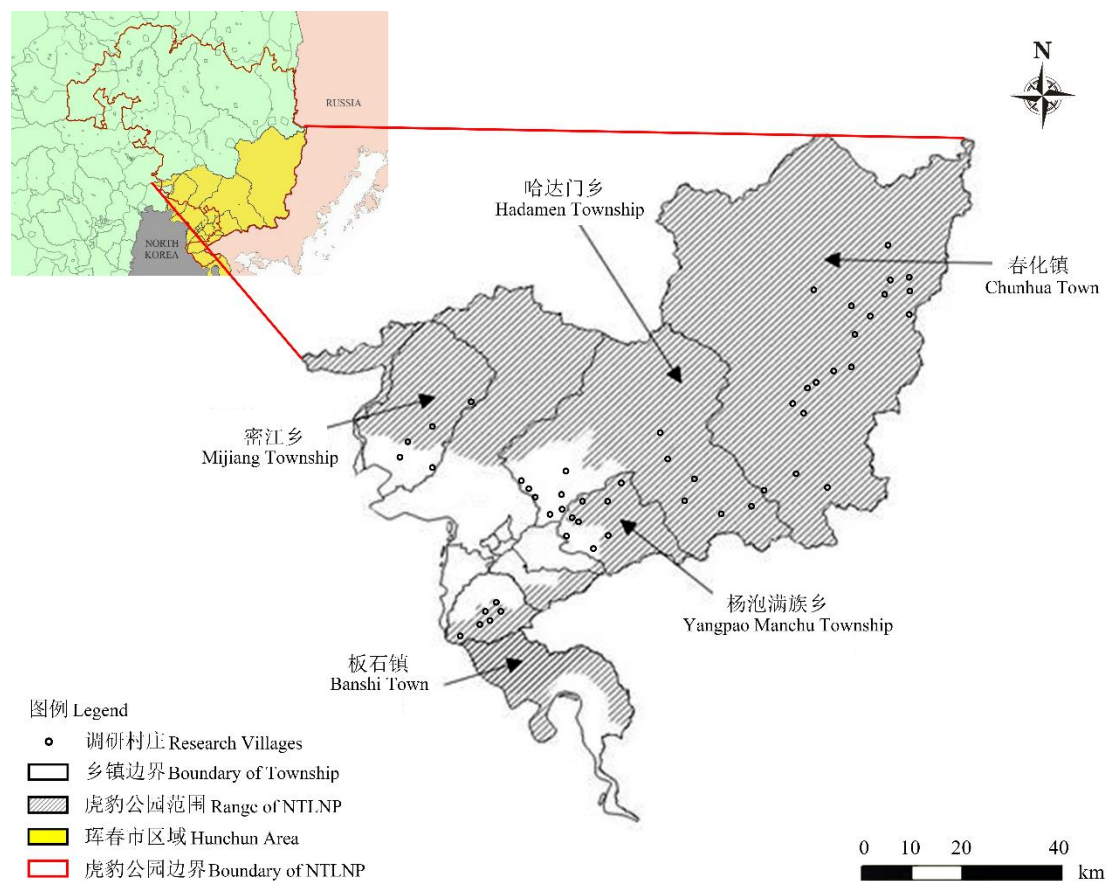 RUSSIA
NORTH
KOREA
N
哈达门乡
Hadamen Township
春化镇
Chunhua Town
密江乡
Mijiang Township
杨泡满族乡
Yangpao Manchu Township
板石镇
Banshi Town
图例 Legend
调研村庄 Research Villages
乡镇边界 Boundary of Township
虎豹公园范围 Range of NTLNP
珲春市区域 Hunchun Area
虎豹公园边界 Boundary of NTLNP
0 10 20 40
km